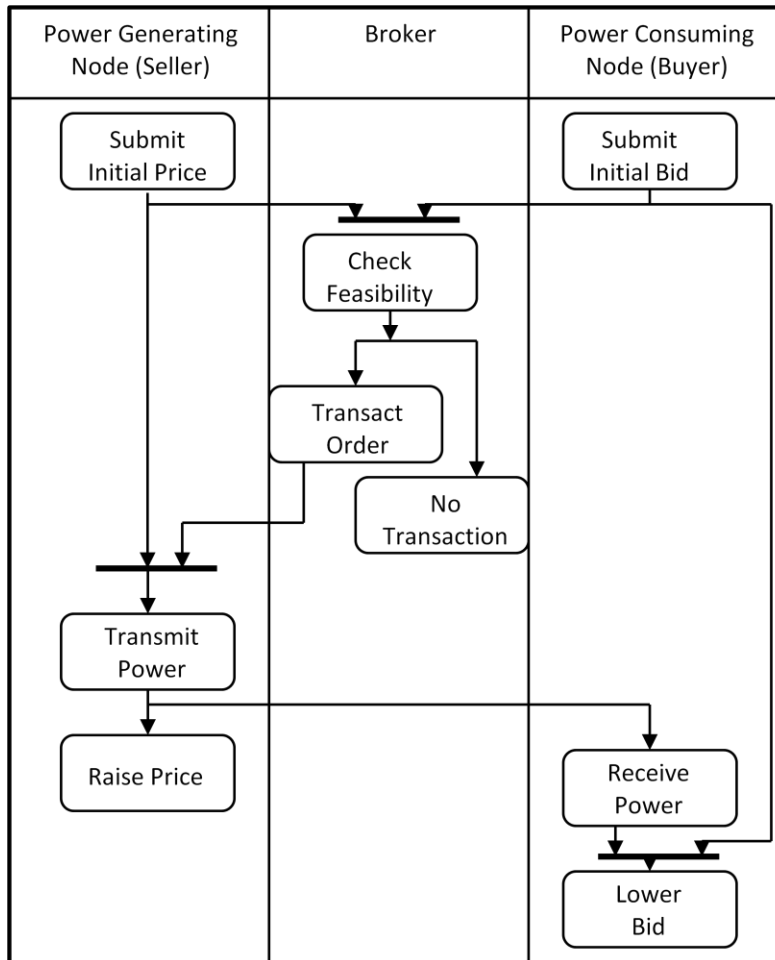 Power Generating
Node (Seller)
Broker
Power Consuming
Node (Buyer)
Submit
Initial Price
Submit
Initial Bid
Check
Feasibility
Transact
Order
No
Transaction
Transmit
Power
Raise Price
Receive
Power
Lower
Bid